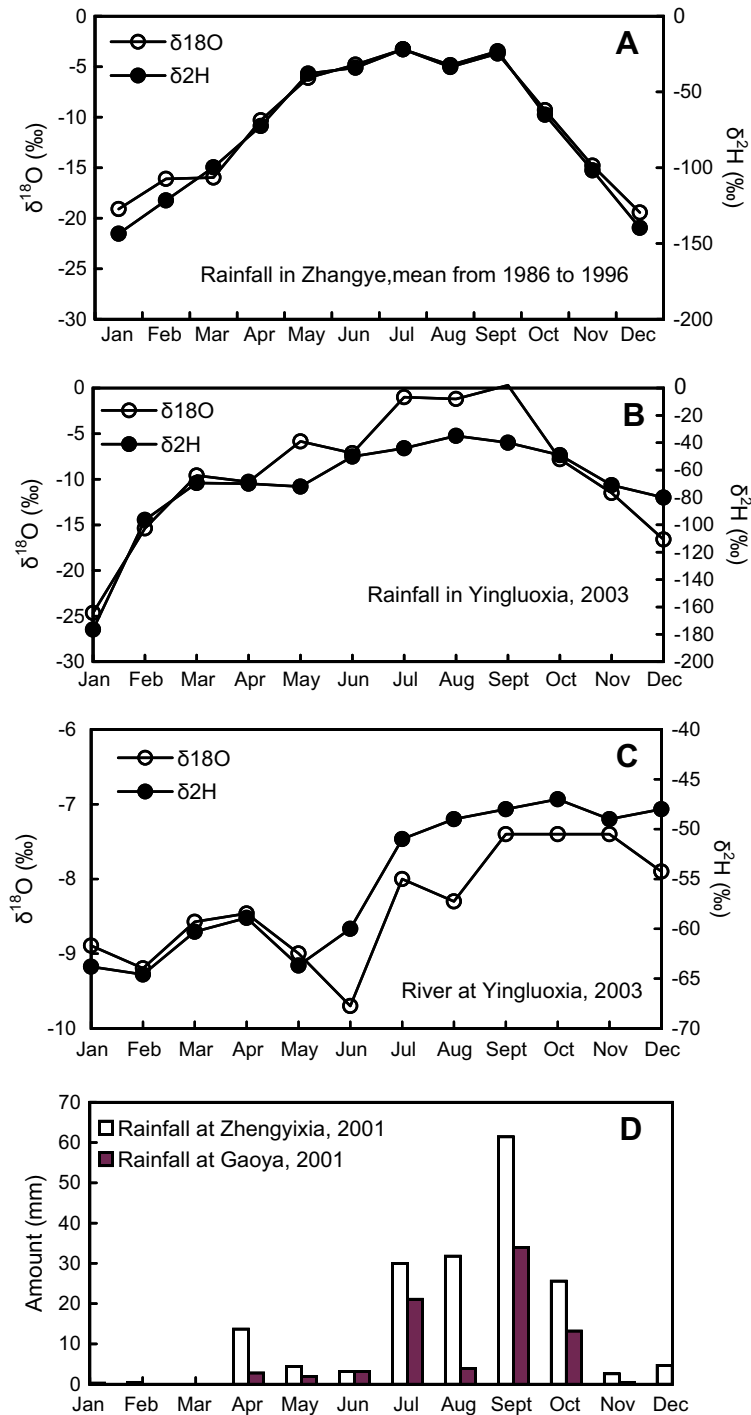 A
δ18O
δ2H
0
-5
-10
-15
-20
-25
-30
δ¹⁸O (‰)
0
-50
-100
-150
-200
δ²H (‰)
Rainfall in Zhangye,mean from 1986 to 1996
Jan Feb Mar Apr May Jun Jul Aug Sept Oct Nov Dec
B
δ18O
δ2H
0
-5
-10
-15
-20
-25
-30
δ¹⁸O (‰)
0
-20
-40
-60
-80
-100
-120
-140
-160
-180
-200
δ²H (‰)
Rainfall in Yingluoxia, 2003
Jan Feb Mar Apr May Jun Jul Aug Sept Oct Nov Dec
C
δ18O
δ2H
-6
-7
-8
-9
-10
δ¹⁸O (‰)
-40
-45
-50
-55
-60
-65
-70
δ²H (‰)
River at Yingluoxia, 2003
Jan Feb Mar Apr May Jun Jul Aug Sept Oct Nov Dec
D
Rainfall at Zhengyixia, 2001
Rainfall at Gaoya, 2001
70
60
50
40
30
20
10
0
Amount (mm)
Jan Feb Mar Apr May Jun Jul Aug Sept Oct Nov Dec